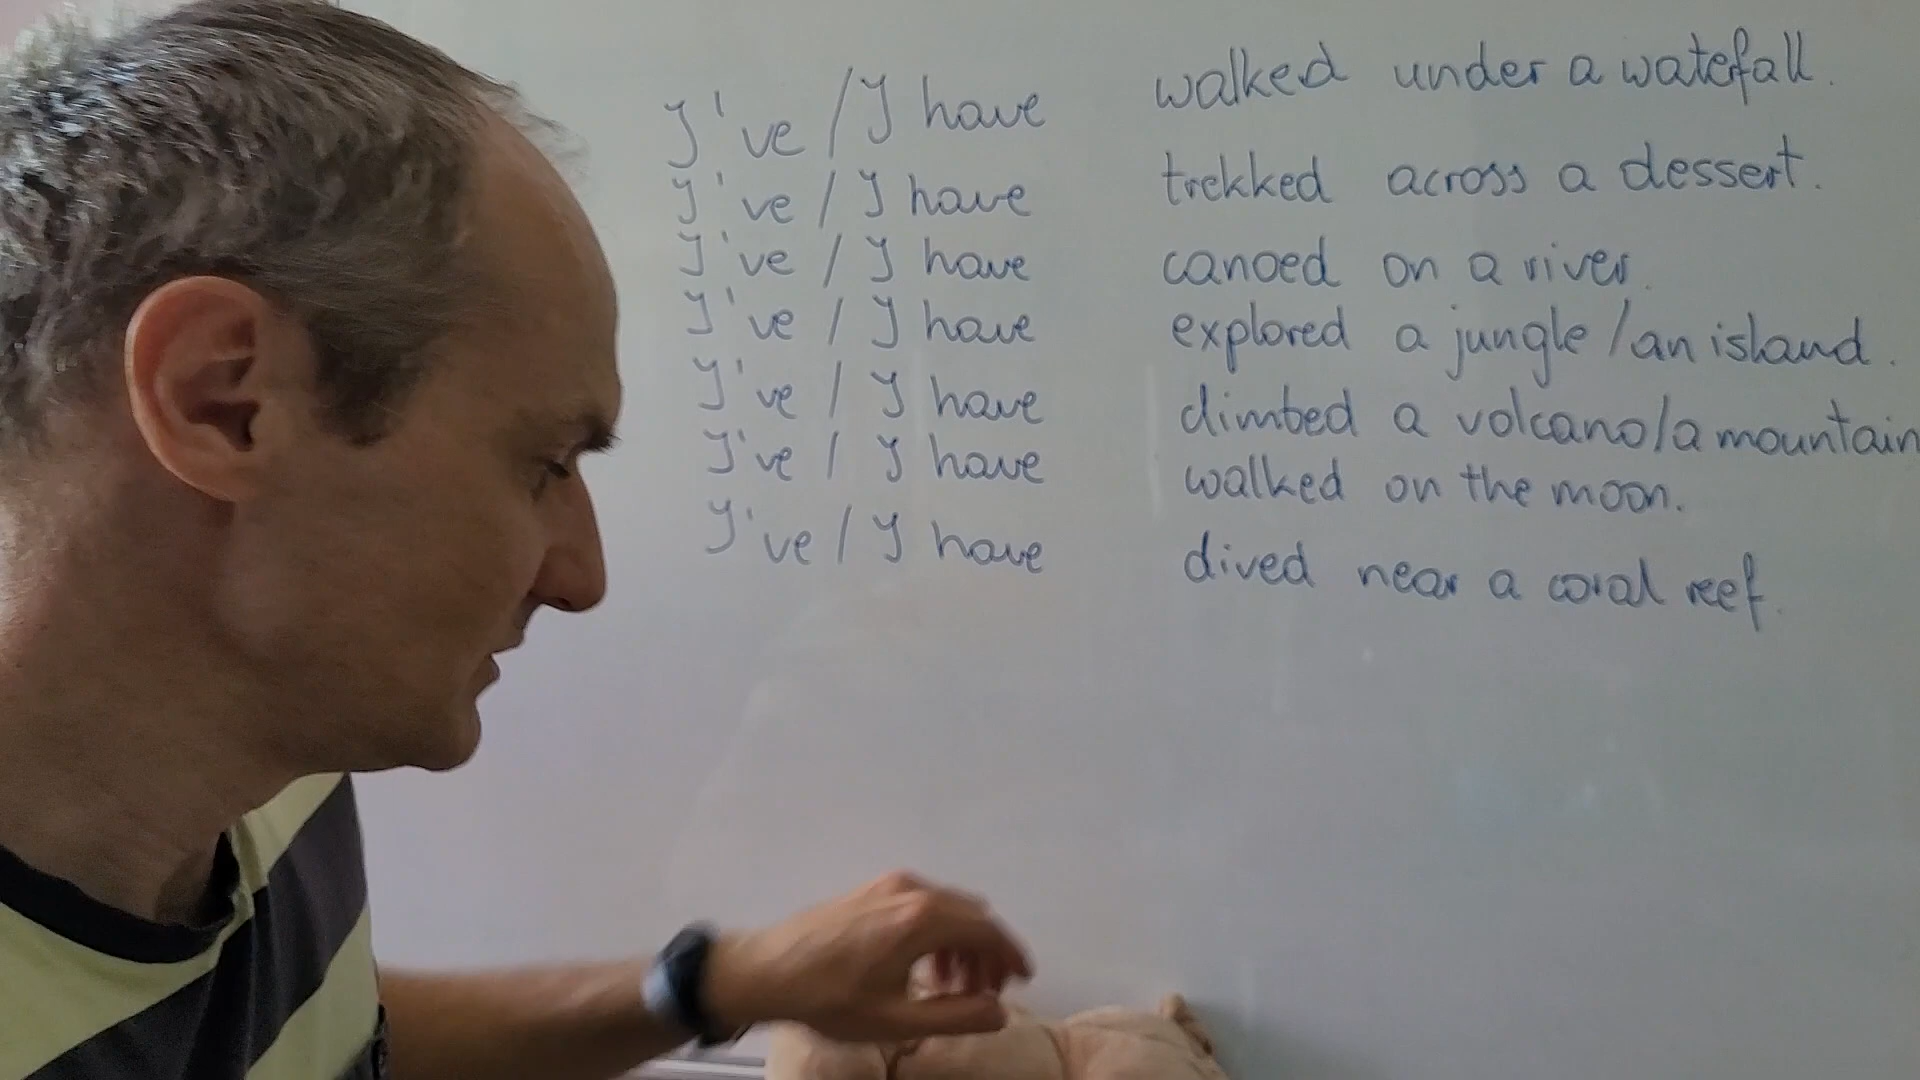 I've / I have walked under a watefall.
I've / I have trekked across a dessert.
I've / I have canoed on a river.
I've / I have explored a jungle / an island.
I've / I have climbed a volcano/a mountain
I've / I have walked on the moon.
I've / I have dived near a coral reef.